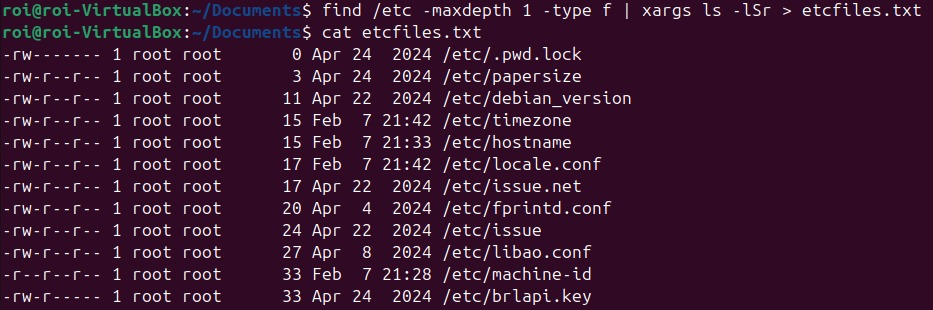 roi@roi-VirtualBox:~/Documents$ find /etc -maxdepth 1 -type f | xargs ls -lSr > etcfiles.txt
roi@roi-VirtualBox:~/Documents$ cat etcfiles.txt
-rw------- 1 root root       0 Apr 24  2024 /etc/.pwd.lock
-rw-r--r-- 1 root root       3 Apr 24  2024 /etc/papersize
-rw-r--r-- 1 root root      11 Apr 22  2024 /etc/debian_version
-rw-r--r-- 1 root root      15 Feb  7 21:42 /etc/timezone
-rw-r--r-- 1 root root      15 Feb  7 21:33 /etc/hostname
-rw-r--r-- 1 root root      17 Feb  7 21:42 /etc/locale.conf
-rw-r--r-- 1 root root      17 Apr 22  2024 /etc/issue.net
-rw-r--r-- 1 root root      20 Apr  4  2024 /etc/fprintd.conf
-rw-r--r-- 1 root root      24 Apr 22  2024 /etc/issue
-rw-r--r-- 1 root root      27 Apr  8  2024 /etc/libao.conf
-r--r--r-- 1 root root      33 Feb  7 21:28 /etc/machine-id
-rw-r----- 1 root root      33 Apr 24  2024 /etc/brlapi.key